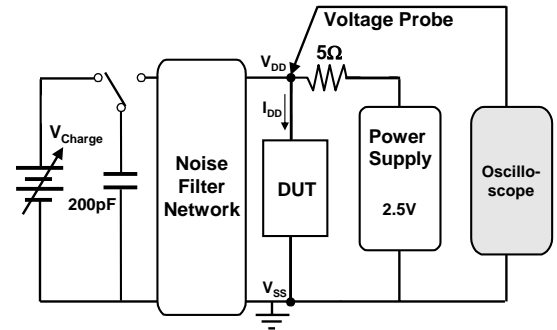 Voltage Probe
V_DD
5Ω
I_DD
V_Charge
200pF
Noise
Filter
Network
DUT
Power
Supply
2.5V
Oscillo-
scope
V_SS